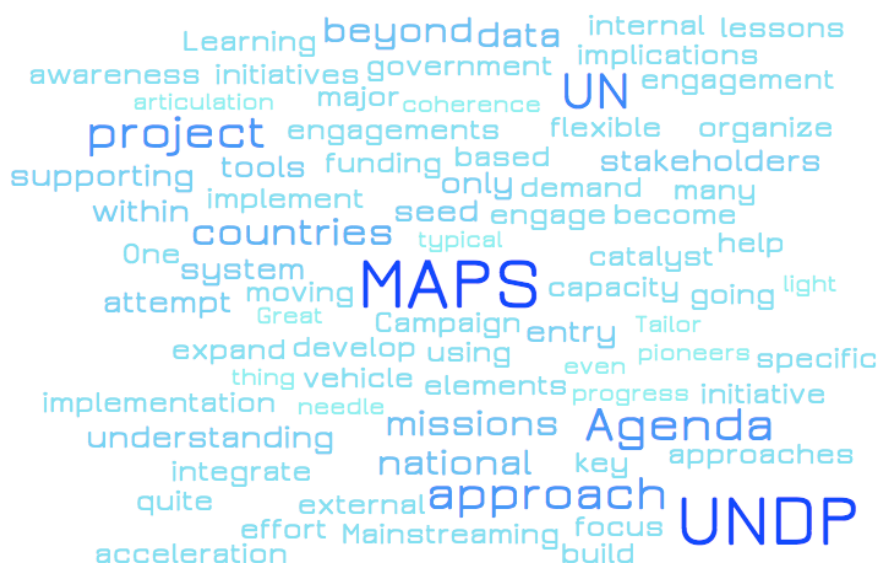 Learning beyond data internal lessons
awareness initiatives government implications engagement
articulation major coherence UN
project engagements flexible organize
supporting tools funding based stakeholders
within implement only demand many
countries seed engage become
One typical catalyst help
system MAPS capacity going light
attempt moving
Great Campaign entry Tailor
expand develop using even pioneers specific
thing vehicle elements progress initiative
implementation needle missions Agenda
understanding national key approaches
integrate approach UNDP
quite external
effort Mainstreaming focus
acceleration build